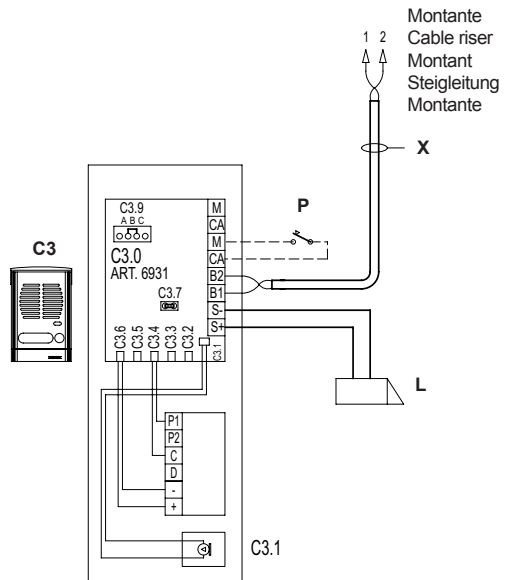 Montante
1 2 Cable riser
Montant
Steigleitung
Montante
X
P
C3
C3.9
A B C
C3.0
ART. 6931
C3.7
M
CA
M
CA
B2
B1
S-
S+
C3.6
C3.5
C3.4
C3.3
C3.2
C3.1
L
P1
P2
C
D
-
+
C3.1